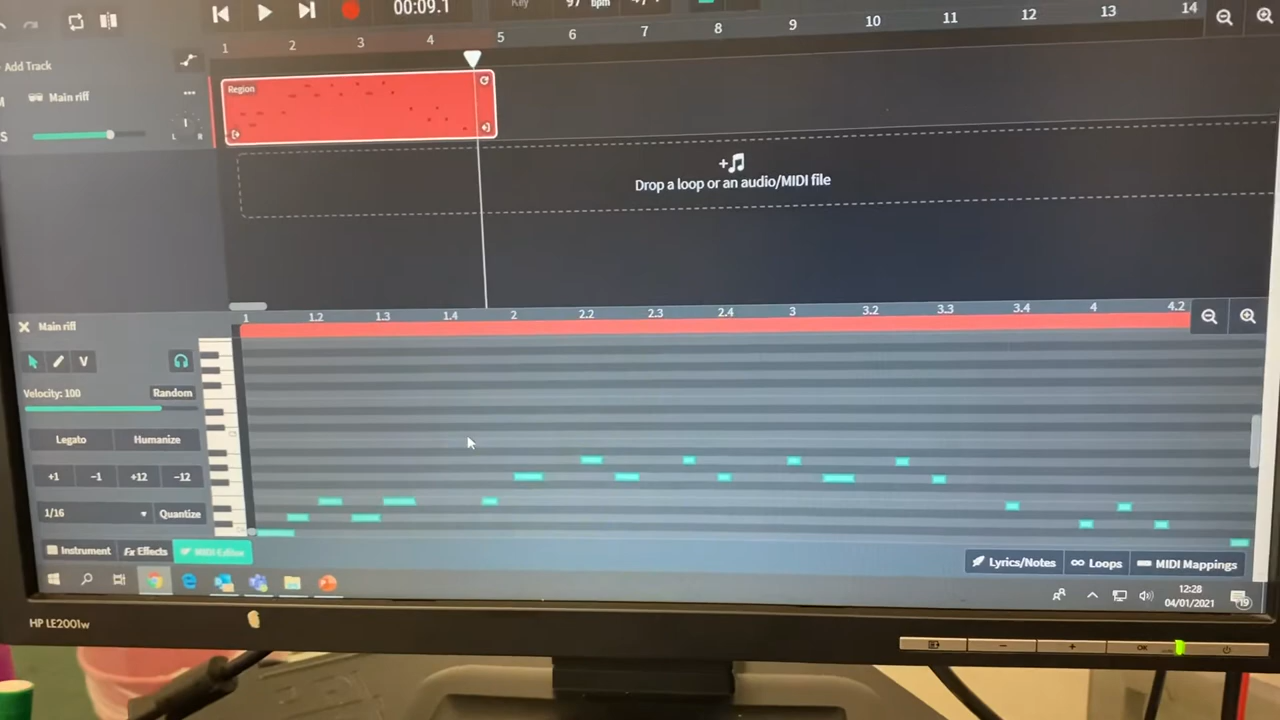 00:09.1
Key
97 bpm
1 2 3 4 5 6 7 8 9 10 11 12 13 14
Add Track
M
Main riff
S
L R
Region
Drop a loop or an audio/MIDI file
Main riff
1 1.2 1.3 1.4 2 2.2 2.3 2.4 3 3.2 3.3 3.4 4 4.2
V
Velocity: 100 Random
Legato Humanize
+1 −1 +12 −12
1/16 Quantize
Instrument Fx Effects MIDI Editor
Lyrics/Notes Loops MIDI Mappings
12:28
04/01/2021
19
HP LE2001w
OK